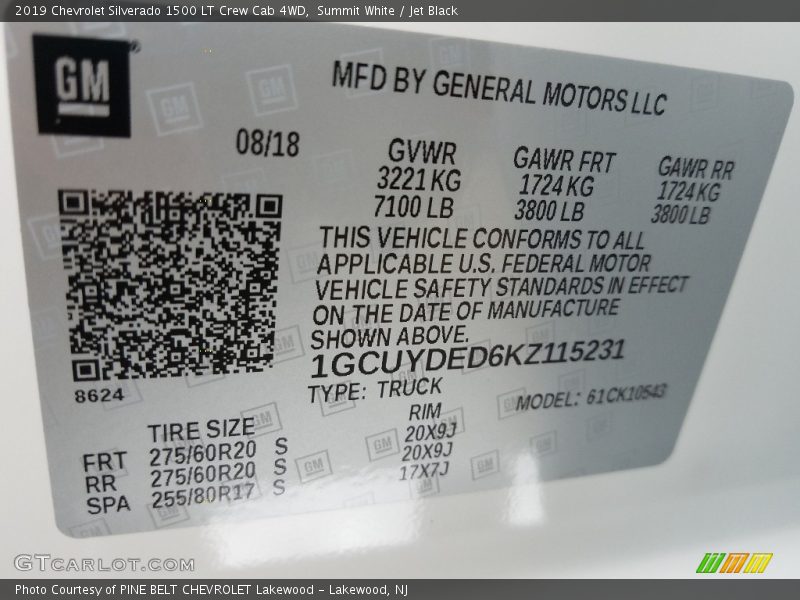 2019 Chevrolet Silverado 1500 LT Crew Cab 4WD, Summit White / Jet Black
GM
MFD BY GENERAL MOTORS LLC
08/18
GVWR GAWR FRT GAWR RR
3221 KG 1724 KG 1724 KG
7100 LB 3800 LB 3800 LB
THIS VEHICLE CONFORMS TO ALL
APPLICABLE U.S. FEDERAL MOTOR
VEHICLE SAFETY STANDARDS IN EFFECT
ON THE DATE OF MANUFACTURE
SHOWN ABOVE.
1GCUYDED6KZ115231
8624
TYPE: TRUCK MODEL: 61CK10543
TIRE SIZE RIM
FRT 275/60R20 S 20X9J
RR 275/60R20 S 20X9J
SPA 255/80R17 S 17X7J
GTCARLOT.COM
Photo Courtesy of PINE BELT CHEVROLET Lakewood - Lakewood, NJ